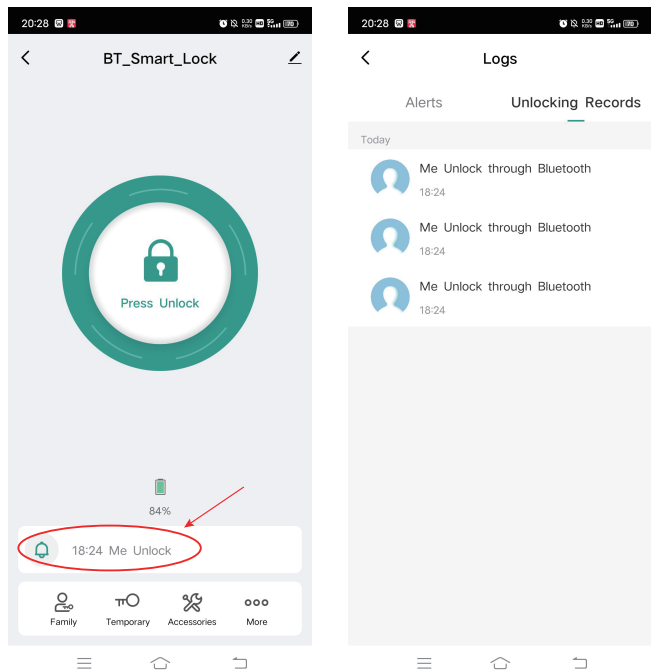 20:28
BT_Smart_Lock
Press Unlock
84%
18:24 Me Unlock
Family Temporary Accessories More
20:28
Logs
Alerts Unlocking Records
Today
Me Unlock through Bluetooth
18:24
Me Unlock through Bluetooth
18:24
Me Unlock through Bluetooth
18:24